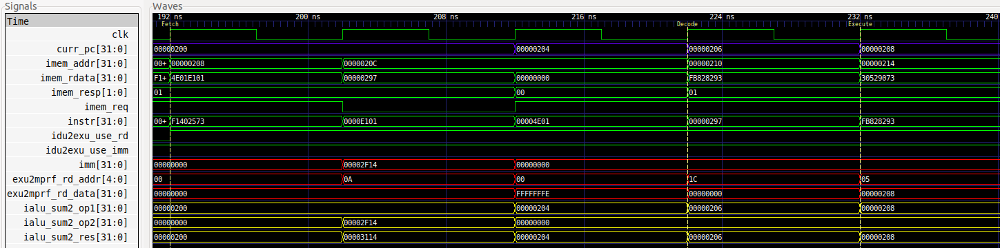 Signals Waves
Time 192 ns 200 ns 208 ns 216 ns 224 ns 232 ns 240
Fetch Decode Execute
clk
curr_pc[31:0] 00000200 00000204 00000206 00000208
imem_addr[31:0] 00+ 00000208 0000020C 00000210 00000214
imem_rdata[31:0] F1+ 4E01E101 00000297 00000000 FB828293 30529073
imem_resp[1:0] 01 00 01
imem_req
instr[31:0] 00+ F1402573 0000E101 00004E01 00000297 FB828293
idu2exu_use_rd
idu2exu_use_imm
imm[31:0] 00000000 00002F14 00000000
exu2mprf_rd_addr[4:0] 00 0A 00 1C 05
exu2mprf_rd_data[31:0] 00000000 FFFFFFFE 00000000 00000208
ialu_sum2_op1[31:0] 00000200 00000204 00000206 00000208
ialu_sum2_op2[31:0] 00000000 00002F14 00000000
ialu_sum2_res[31:0] 00000200 00003114 00000204 00000206 00000208